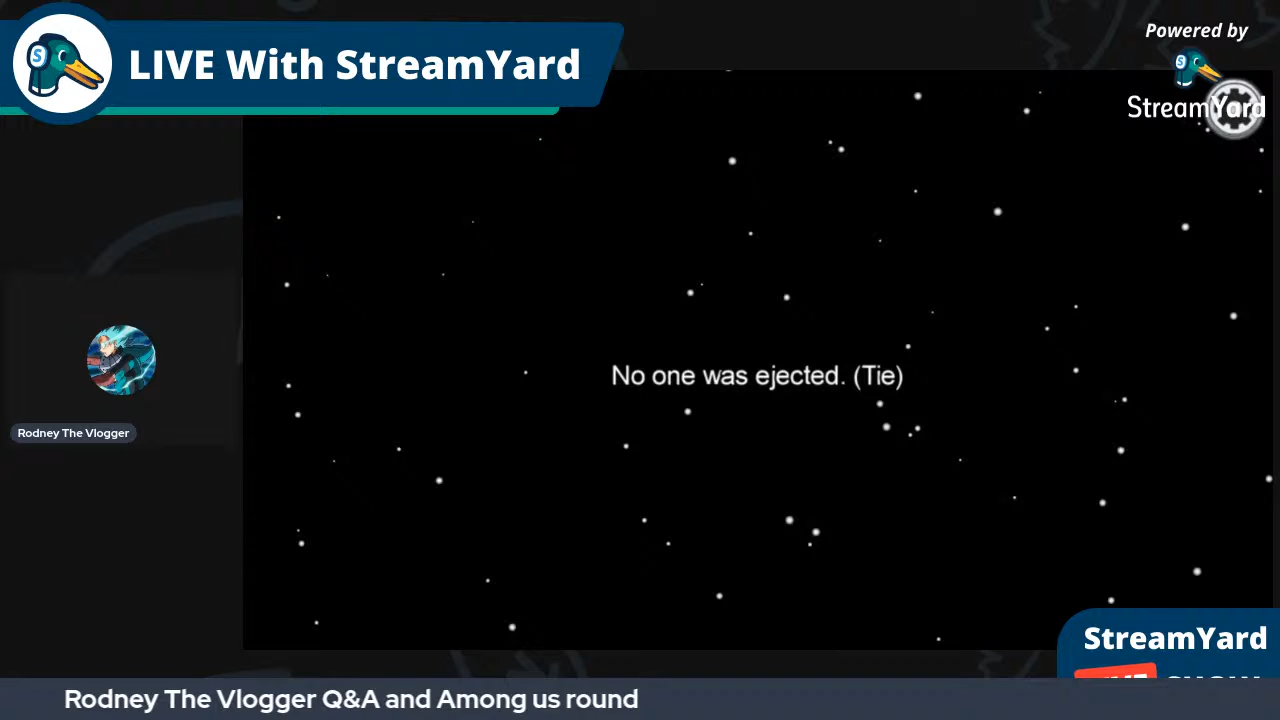 LIVE With StreamYard
Powered by
StreamYard
No one was ejected. (Tie)
Rodney The Vlogger
StreamYard
Rodney The Vlogger Q&A and Among us round